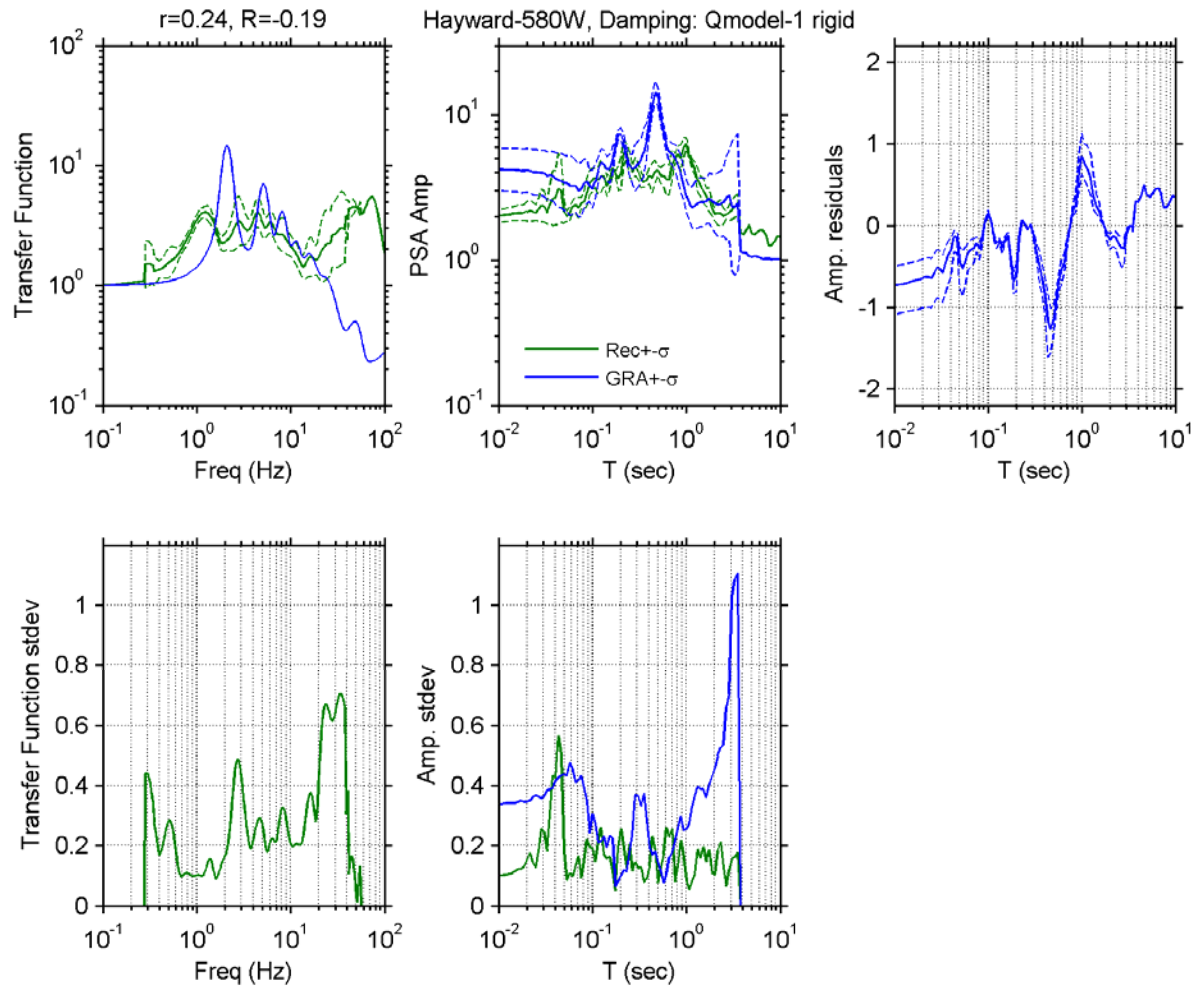 r=0.24, R=-0.19
Hayward-580W, Damping: Qmodel-1 rigid
10^2
10^1
10^0
10^-1
Transfer Function
10^-1 10^0 10^1 10^2
Freq (Hz)
10^1
10^0
10^-1
PSA Amp
Rec+-σ
GRA+-σ
10^-2 10^-1 10^0 10^1
T (sec)
2
1
0
-1
-2
Amp. residuals
10^-2 10^-1 10^0 10^1
T (sec)
1
0.8
0.6
0.4
0.2
0
Transfer Function stdev
10^-1 10^0 10^1 10^2
Freq (Hz)
1
0.8
0.6
0.4
0.2
0
Amp. stdev
10^-2 10^-1 10^0 10^1
T (sec)